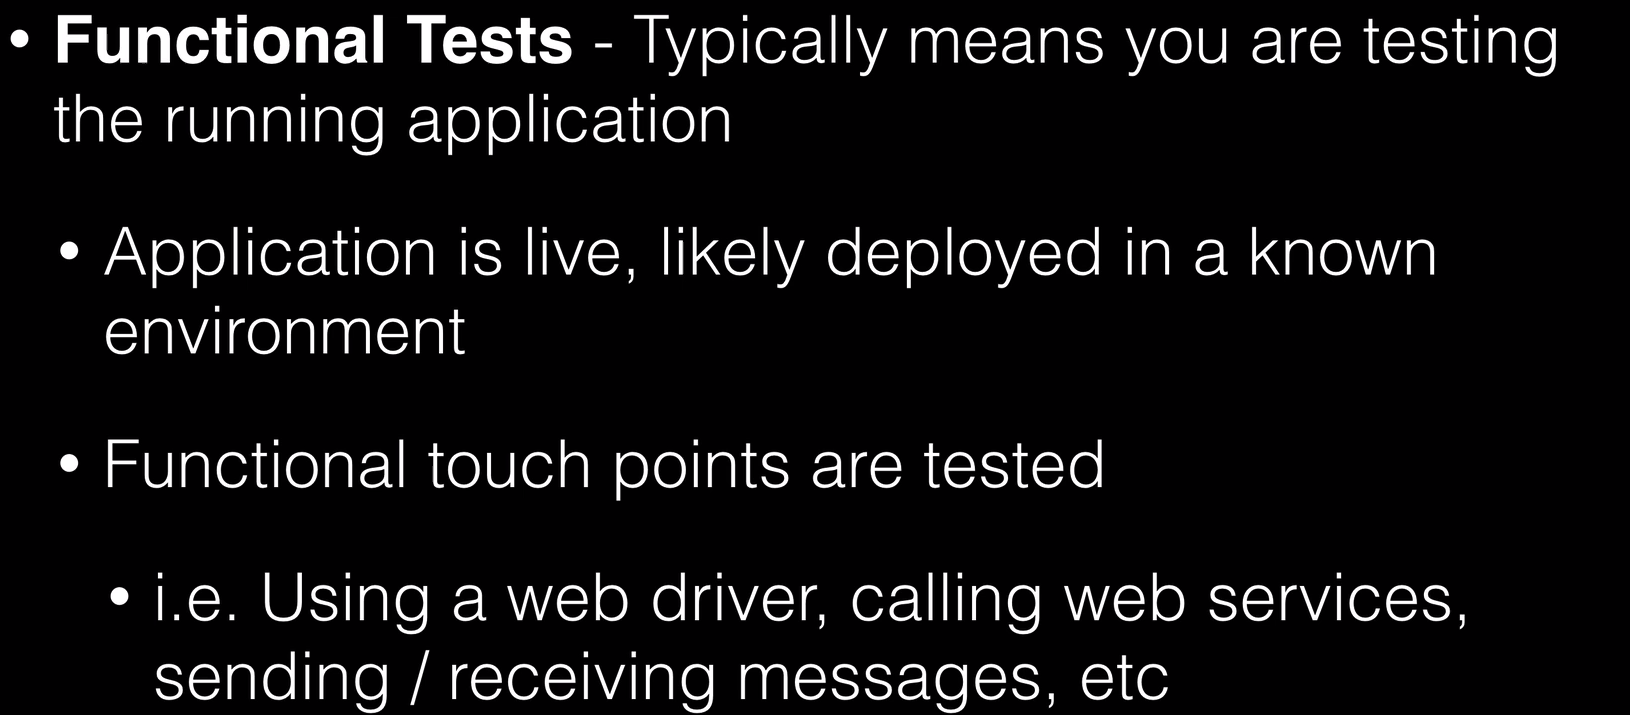 • Functional Tests - Typically means you are testing
the running application
• Application is live, likely deployed in a known
environment
• Functional touch points are tested
• i.e. Using a web driver, calling web services,
sending / receiving messages, etc